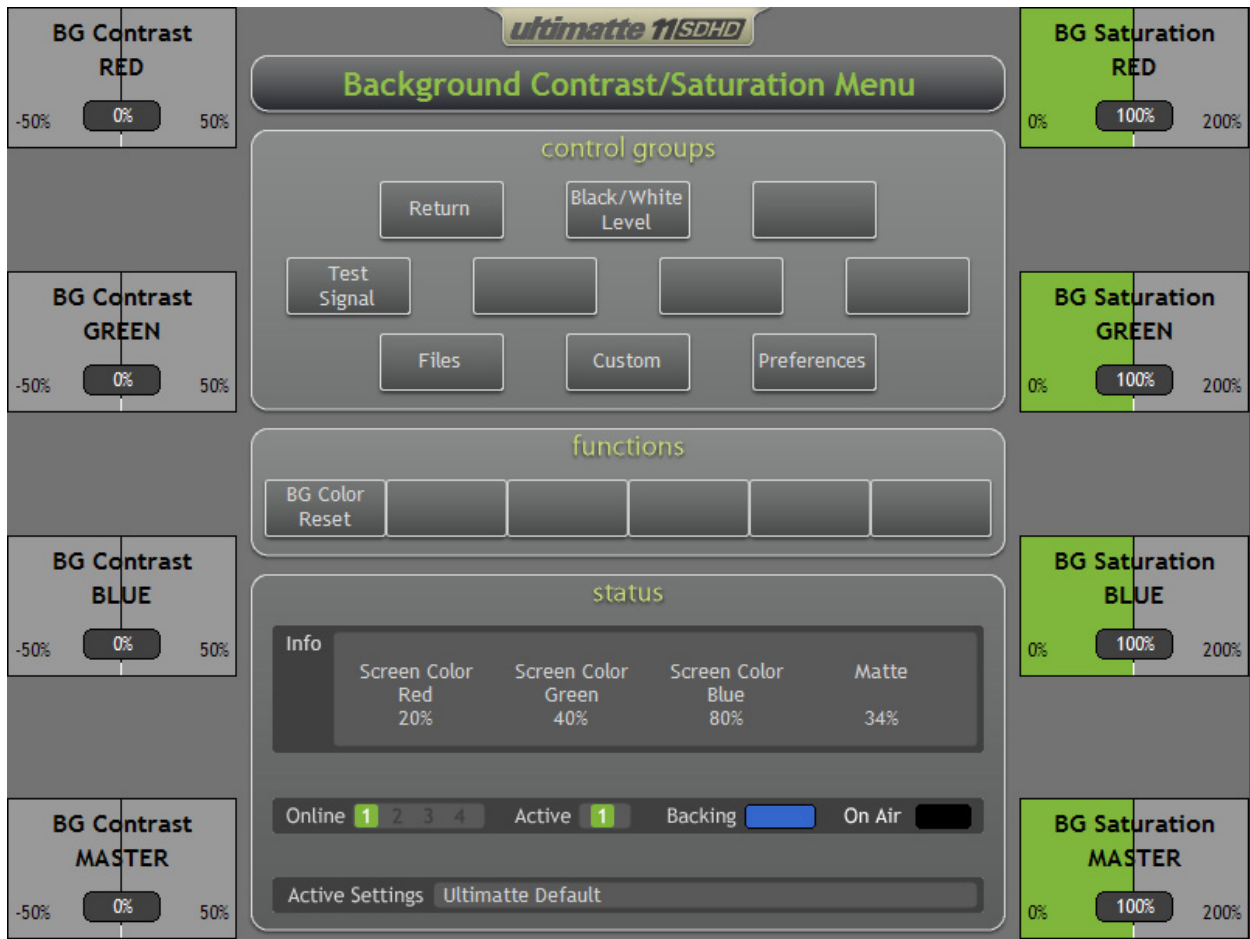 ultimatte 11 SDHD
Background Contrast/Saturation Menu
BG Contrast
RED
-50% 0% 50%
BG Contrast
GREEN
-50% 0% 50%
BG Contrast
BLUE
-50% 0% 50%
BG Contrast
MASTER
-50% 0% 50%
control groups
Return
Black/White
Level
Test
Signal
Files
Custom
Preferences
functions
BG Color
Reset
status
Info
Screen Color
Red
20%
Screen Color
Green
40%
Screen Color
Blue
80%
Matte
34%
Online 1 2 3 4 Active 1 Backing On Air
Active Settings Ultimatte Default
BG Saturation
RED
0% 100% 200%
BG Saturation
GREEN
0% 100% 200%
BG Saturation
BLUE
0% 100% 200%
BG Saturation
MASTER
0% 100% 200%